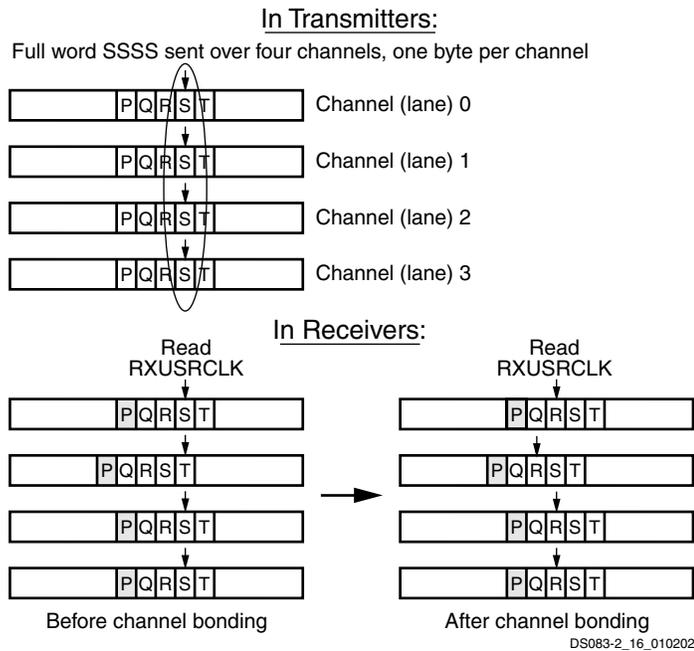 In Transmitters:
Full word SSSS sent over four channels, one byte per channel
P Q R S T Channel (lane) 0
P Q R S T Channel (lane) 1
P Q R S T Channel (lane) 2
P Q R S T Channel (lane) 3
In Receivers:
Read
RXUSRCLK
P Q R S T
P Q R S T
P Q R S T
P Q R S T
Before channel bonding
Read
RXUSRCLK
P Q R S T
P Q R S T
P Q R S T
P Q R S T
After channel bonding
DS083-2_16_010202